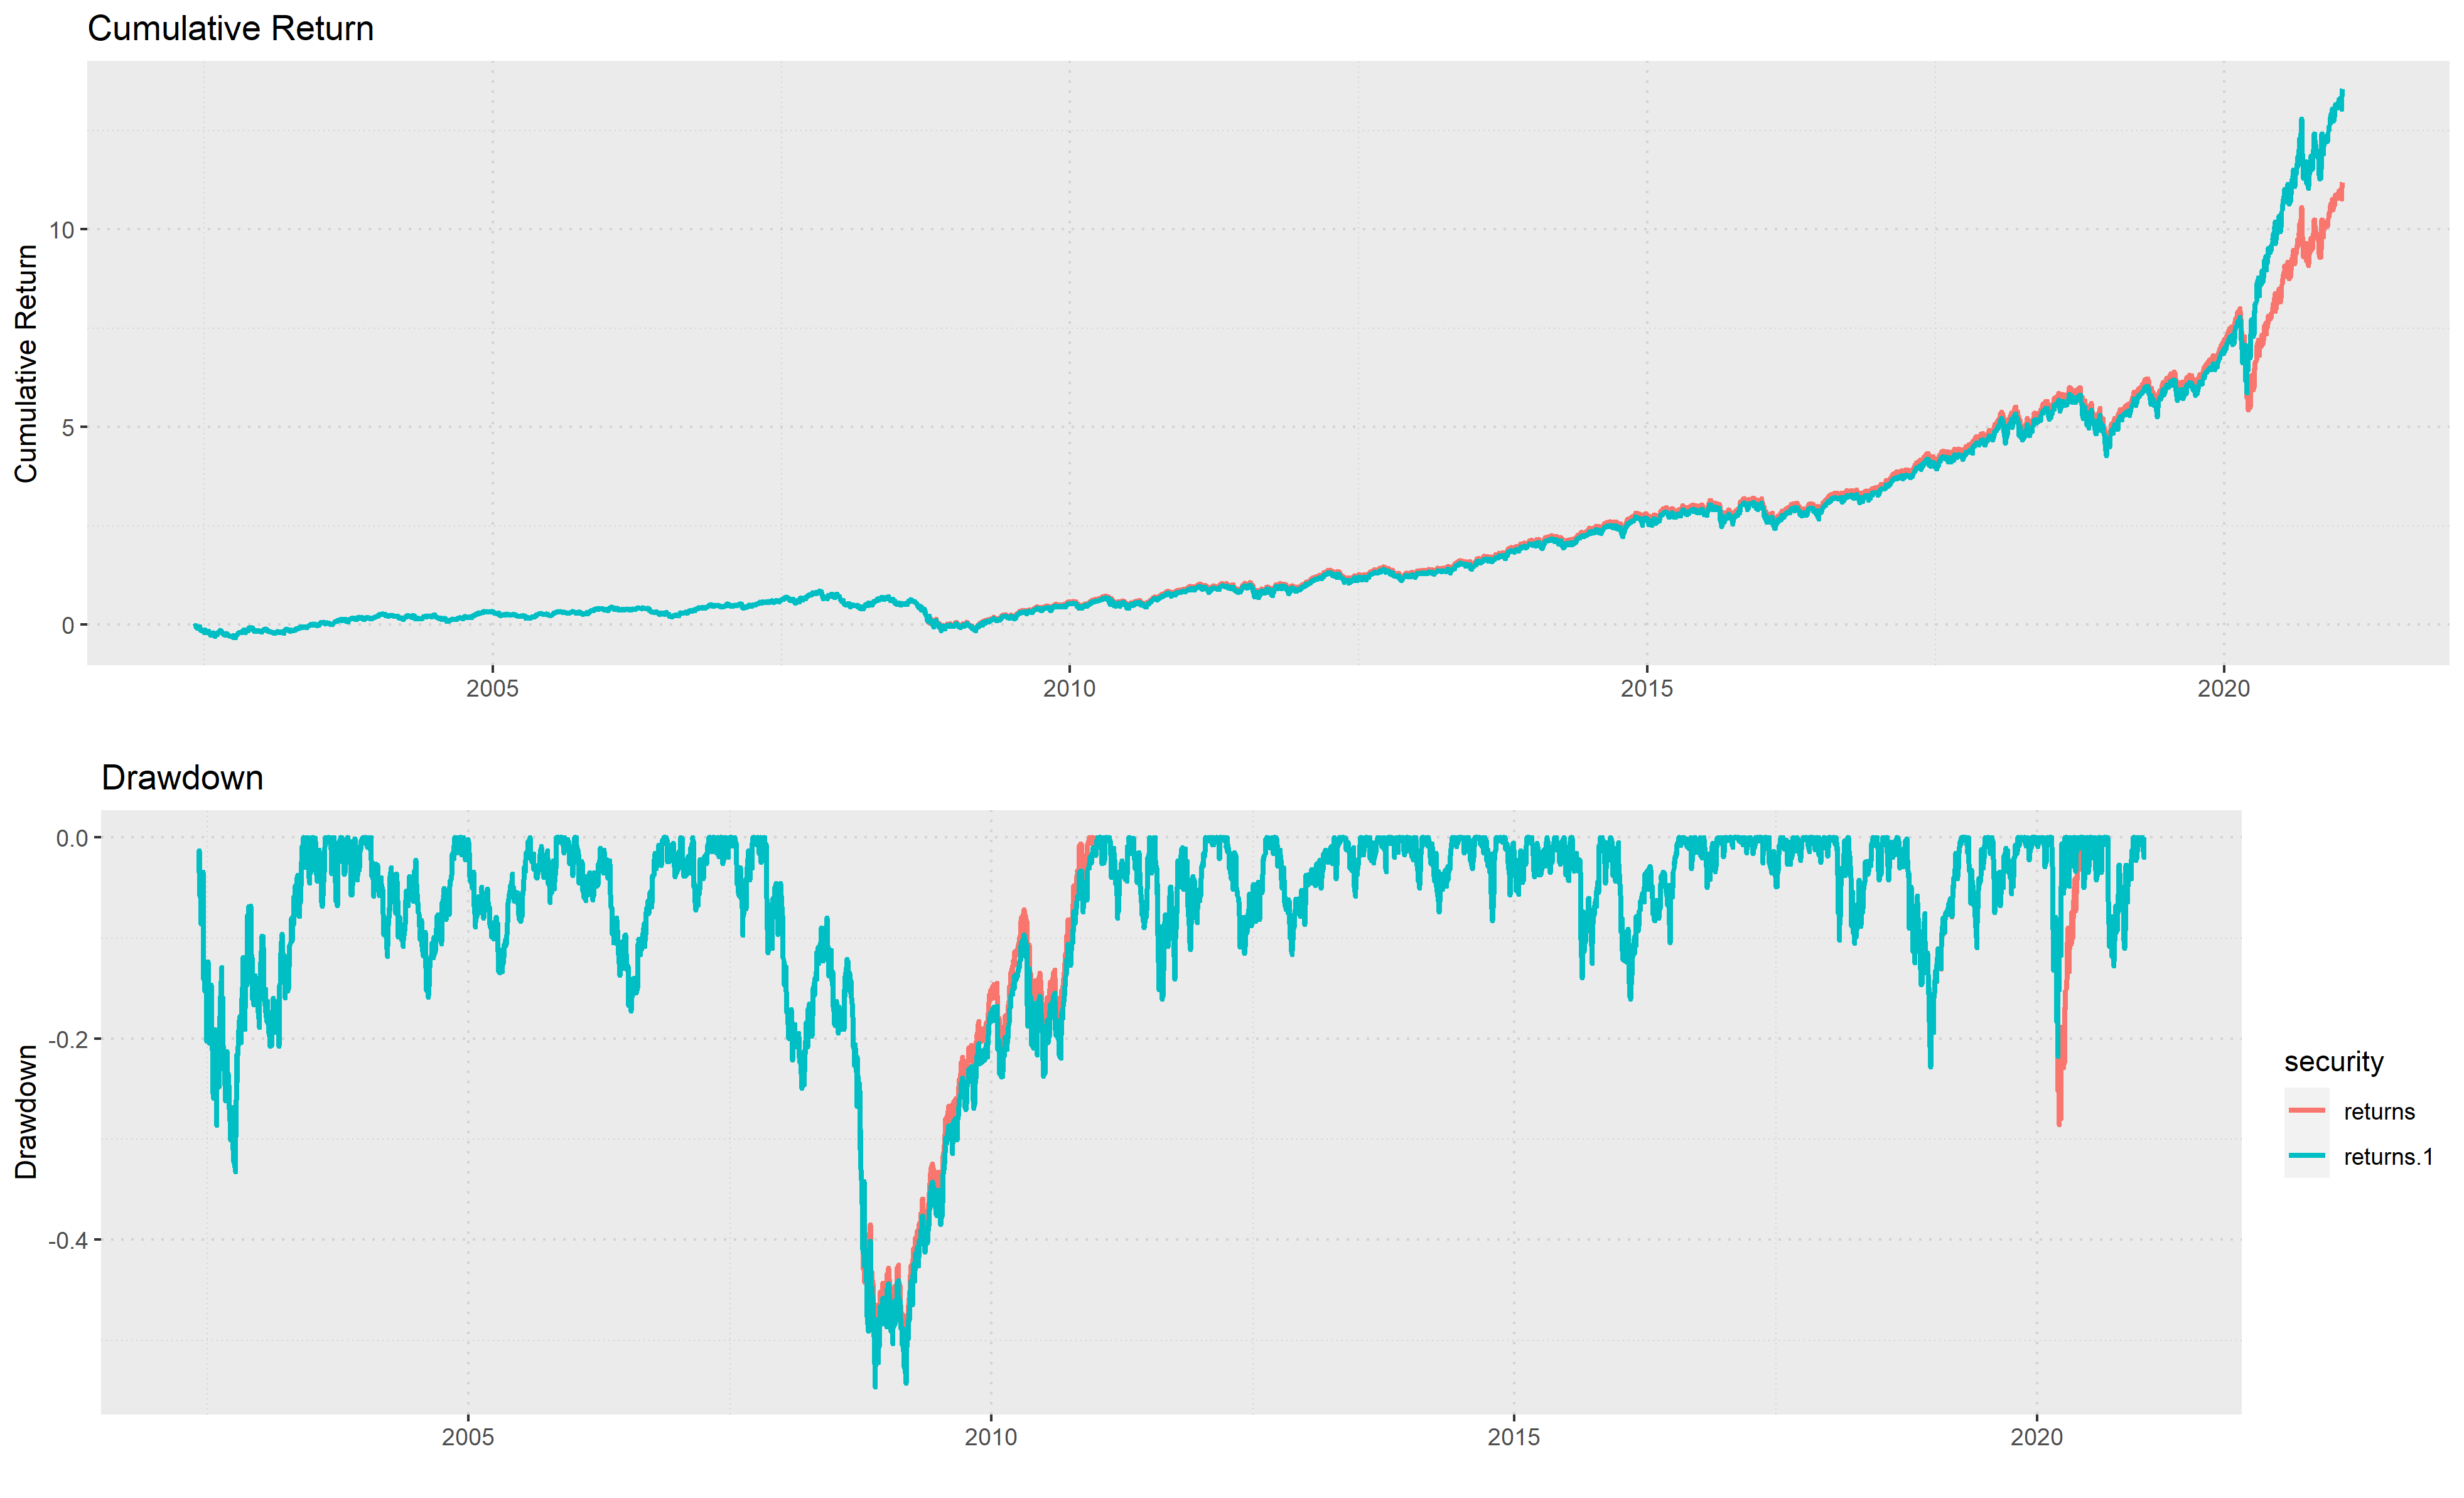 Cumulative Return
Cumulative Return
10
5
0
2005 2010 2015 2020
Drawdown
Drawdown
0.0
-0.2
-0.4
2005 2010 2015 2020
security
returns
returns.1